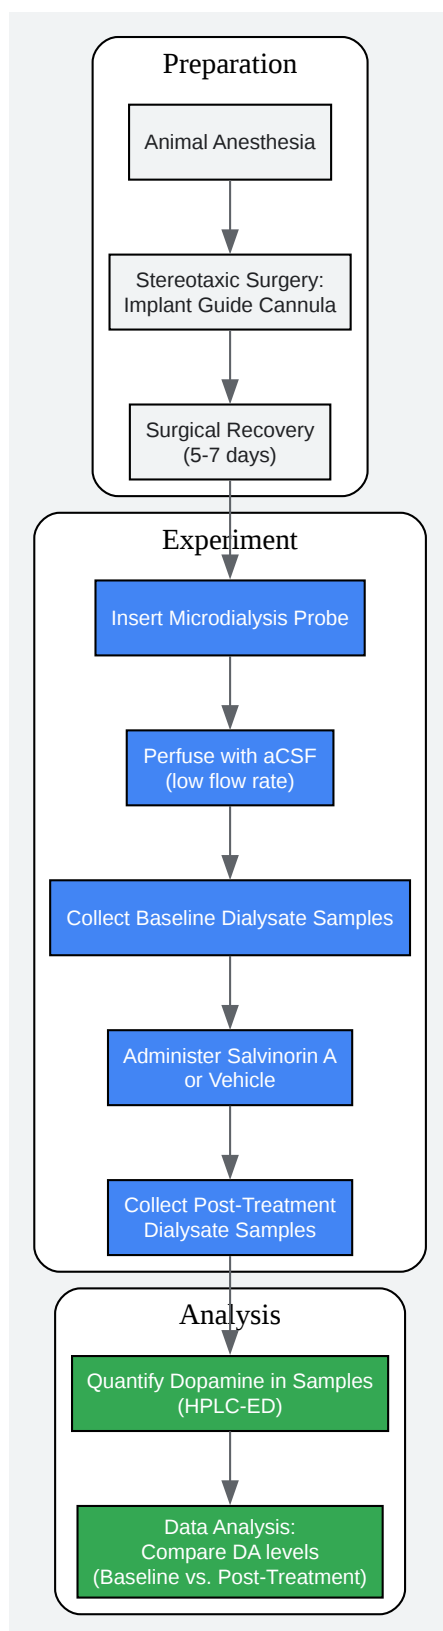 Preparation
Animal Anesthesia
Stereotaxic Surgery:
Implant Guide Cannula
Surgical Recovery
(5-7 days)
Experiment
Insert Microdialysis Probe
Perfuse with aCSF
(low flow rate)
Collect Baseline Dialysate Samples
Administer Salvinorin A
or Vehicle
Collect Post-Treatment
Dialysate Samples
Analysis
Quantify Dopamine in Samples
(HPLC-ED)
Data Analysis:
Compare DA levels
(Baseline vs. Post-Treatment)